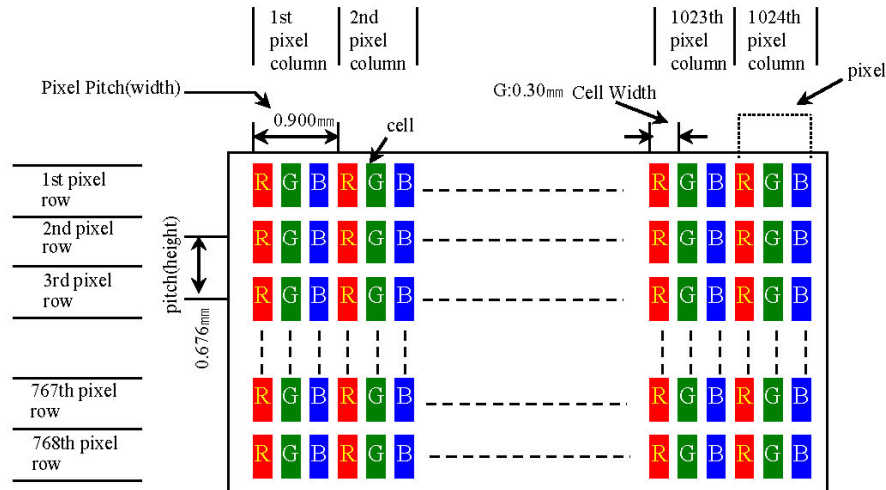 1st
pixel
column
2nd
pixel
column
1023th
pixel
column
1024th
pixel
column
pixel
Pixel Pitch(width)
G:0.30mm Cell Width
0.900mm
cell
1st pixel
row
R G B R G B R G B R G B
2nd pixel
row
R G B R G B R G B R G B
pitch(height)
3rd pixel
row
R G B R G B R G B R G B
0.676mm
767th pixel
row
R G B R G B R G B R G B
768th pixel
row
R G B R G B R G B R G B